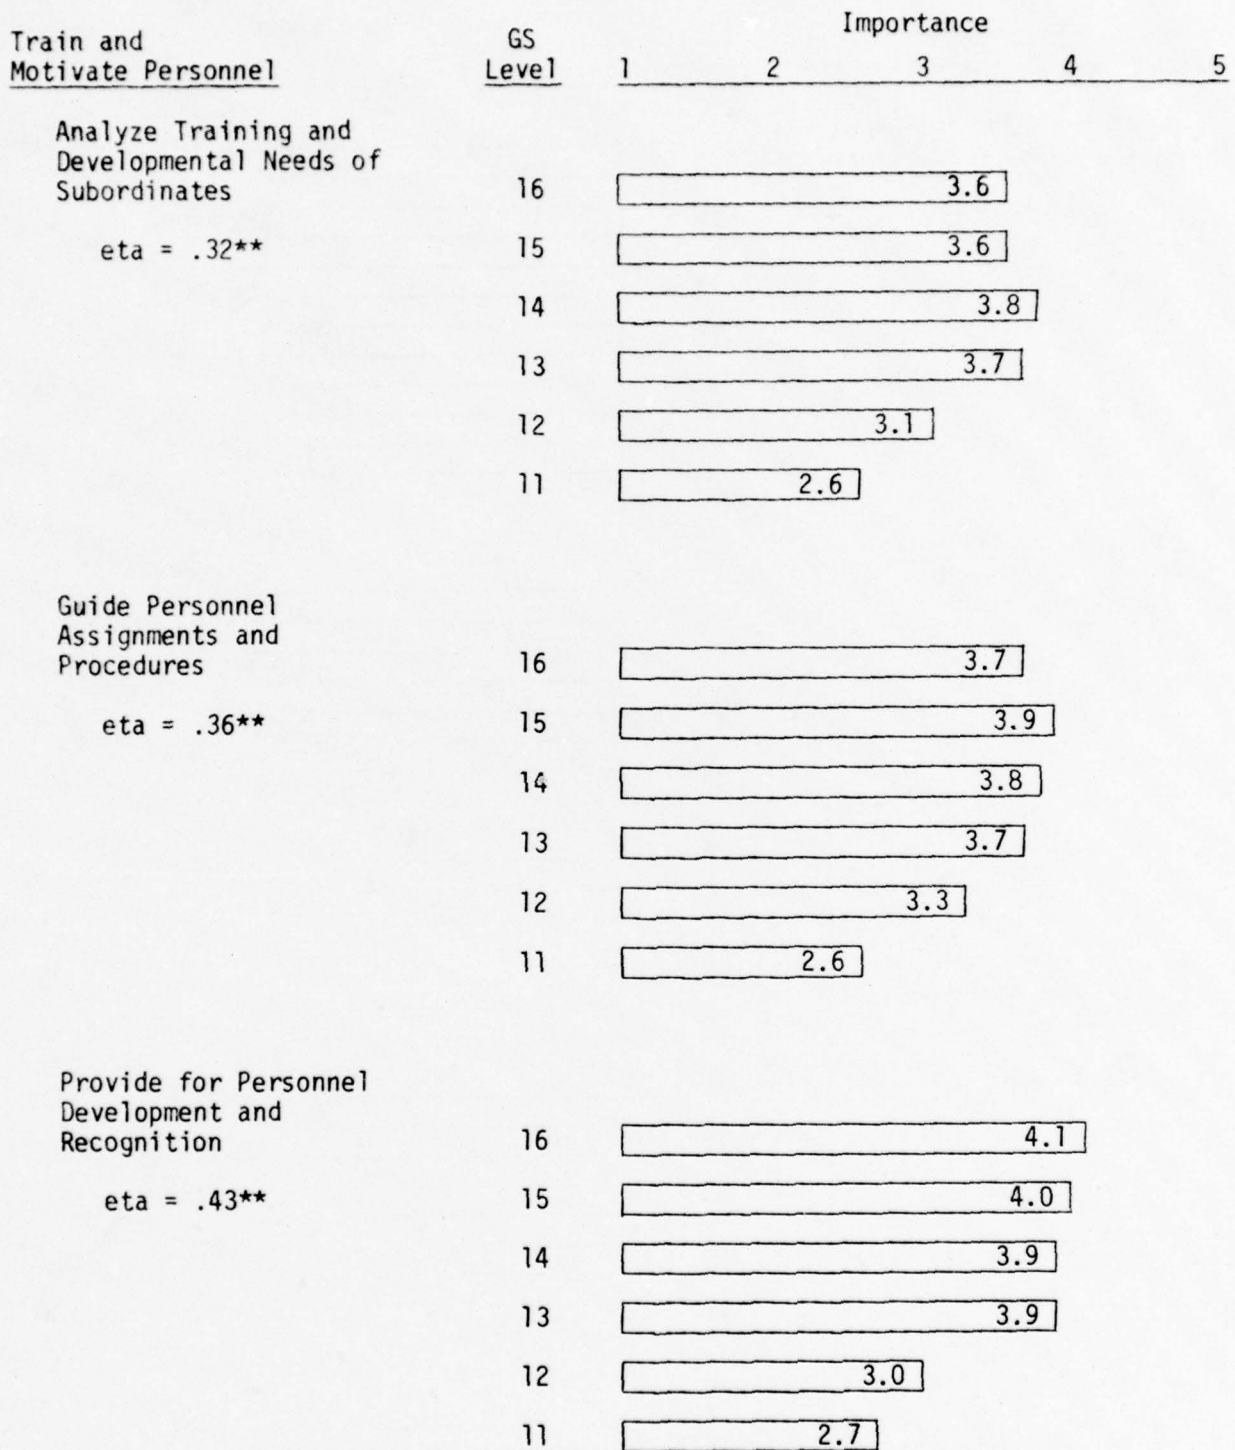 Importance
Train and GS
Motivate Personnel Level 1 2 3 4 5
Analyze Training and
Developmental Needs of
Subordinates 16 3.6
eta = .32** 15 3.6
14 3.8
13 3.7
12 3.1
11 2.6
Guide Personnel
Assignments and
Procedures 16 3.7
eta = .36** 15 3.9
14 3.8
13 3.7
12 3.3
11 2.6
Provide for Personnel
Development and
Recognition 16 4.1
eta = .43** 15 4.0
14 3.9
13 3.9
12 3.0
11 2.7